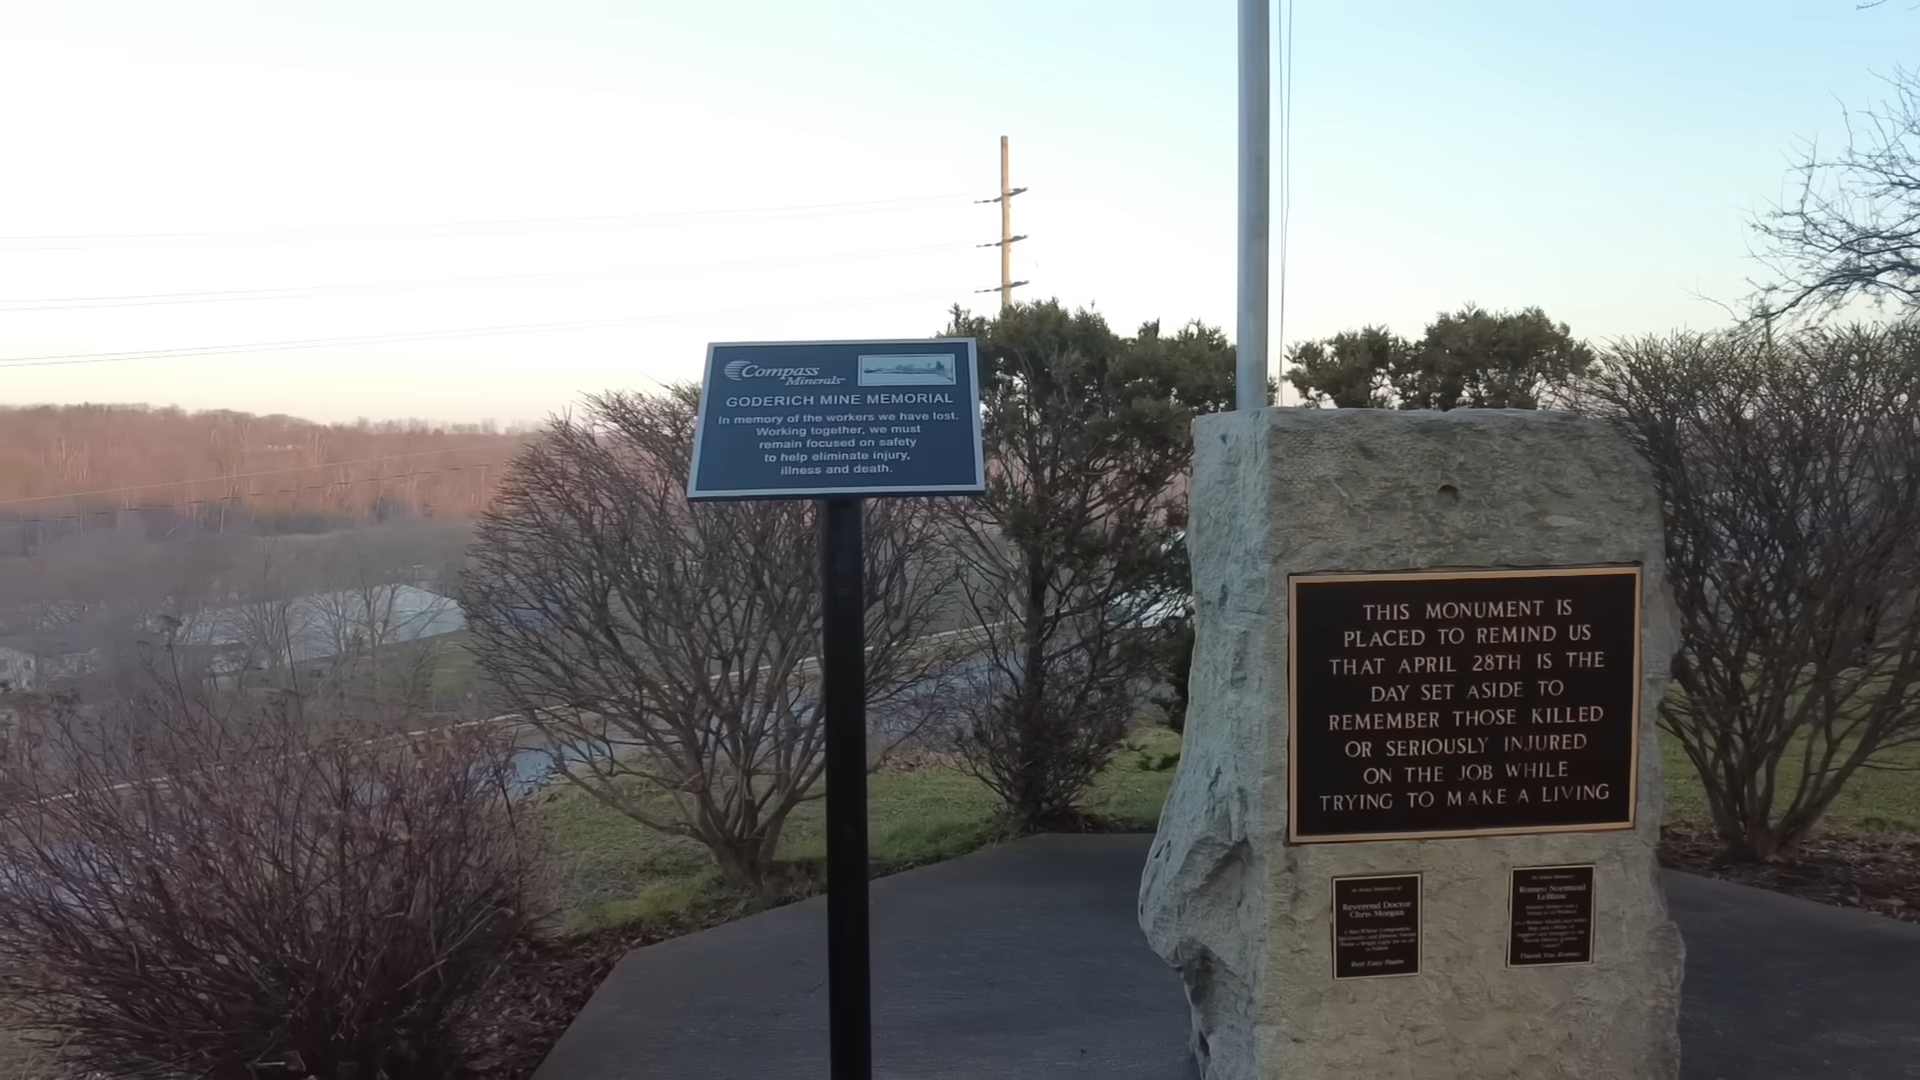 Compass
Minerals
GODERICH MINE MEMORIAL
In memory of the workers we have lost.
Working together, we must
remain focused on safety
to help eliminate injury,
illness and death.
THIS MONUMENT IS
PLACED TO REMIND US
THAT APRIL 28TH IS THE
DAY SET ASIDE TO
REMEMBER THOSE KILLED
OR SERIOUSLY INJURED
ON THE JOB WHILE
TRYING TO MAKE A LIVING
Reverend Doctor
Chris Morgan
Romeo Normand
LeBlanc
Thank You Romeo